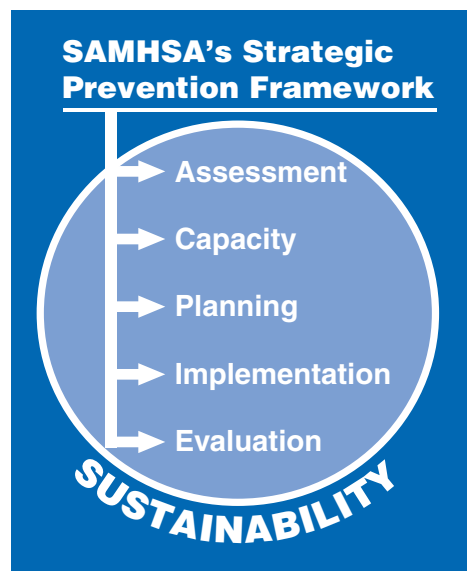 SAMHSA's Strategic
Prevention Framework
Assessment
Capacity
Planning
Implementation
Evaluation
SUSTAINABILITY